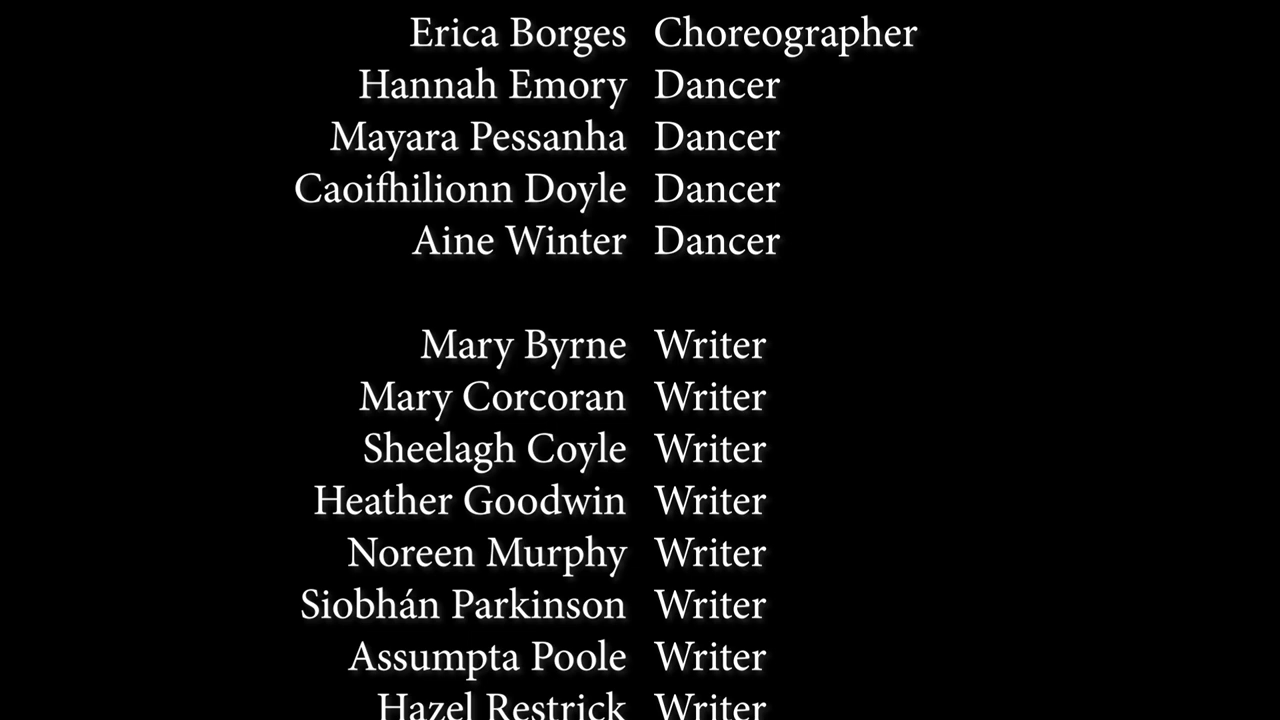 Erica Borges Choreographer
Hannah Emory Dancer
Mayara Pessanha Dancer
Caoifhilionn Doyle Dancer
Aine Winter Dancer
Mary Byrne Writer
Mary Corcoran Writer
Sheelagh Coyle Writer
Heather Goodwin Writer
Noreen Murphy Writer
Siobhán Parkinson Writer
Assumpta Poole Writer
Hazel Restrick Writer